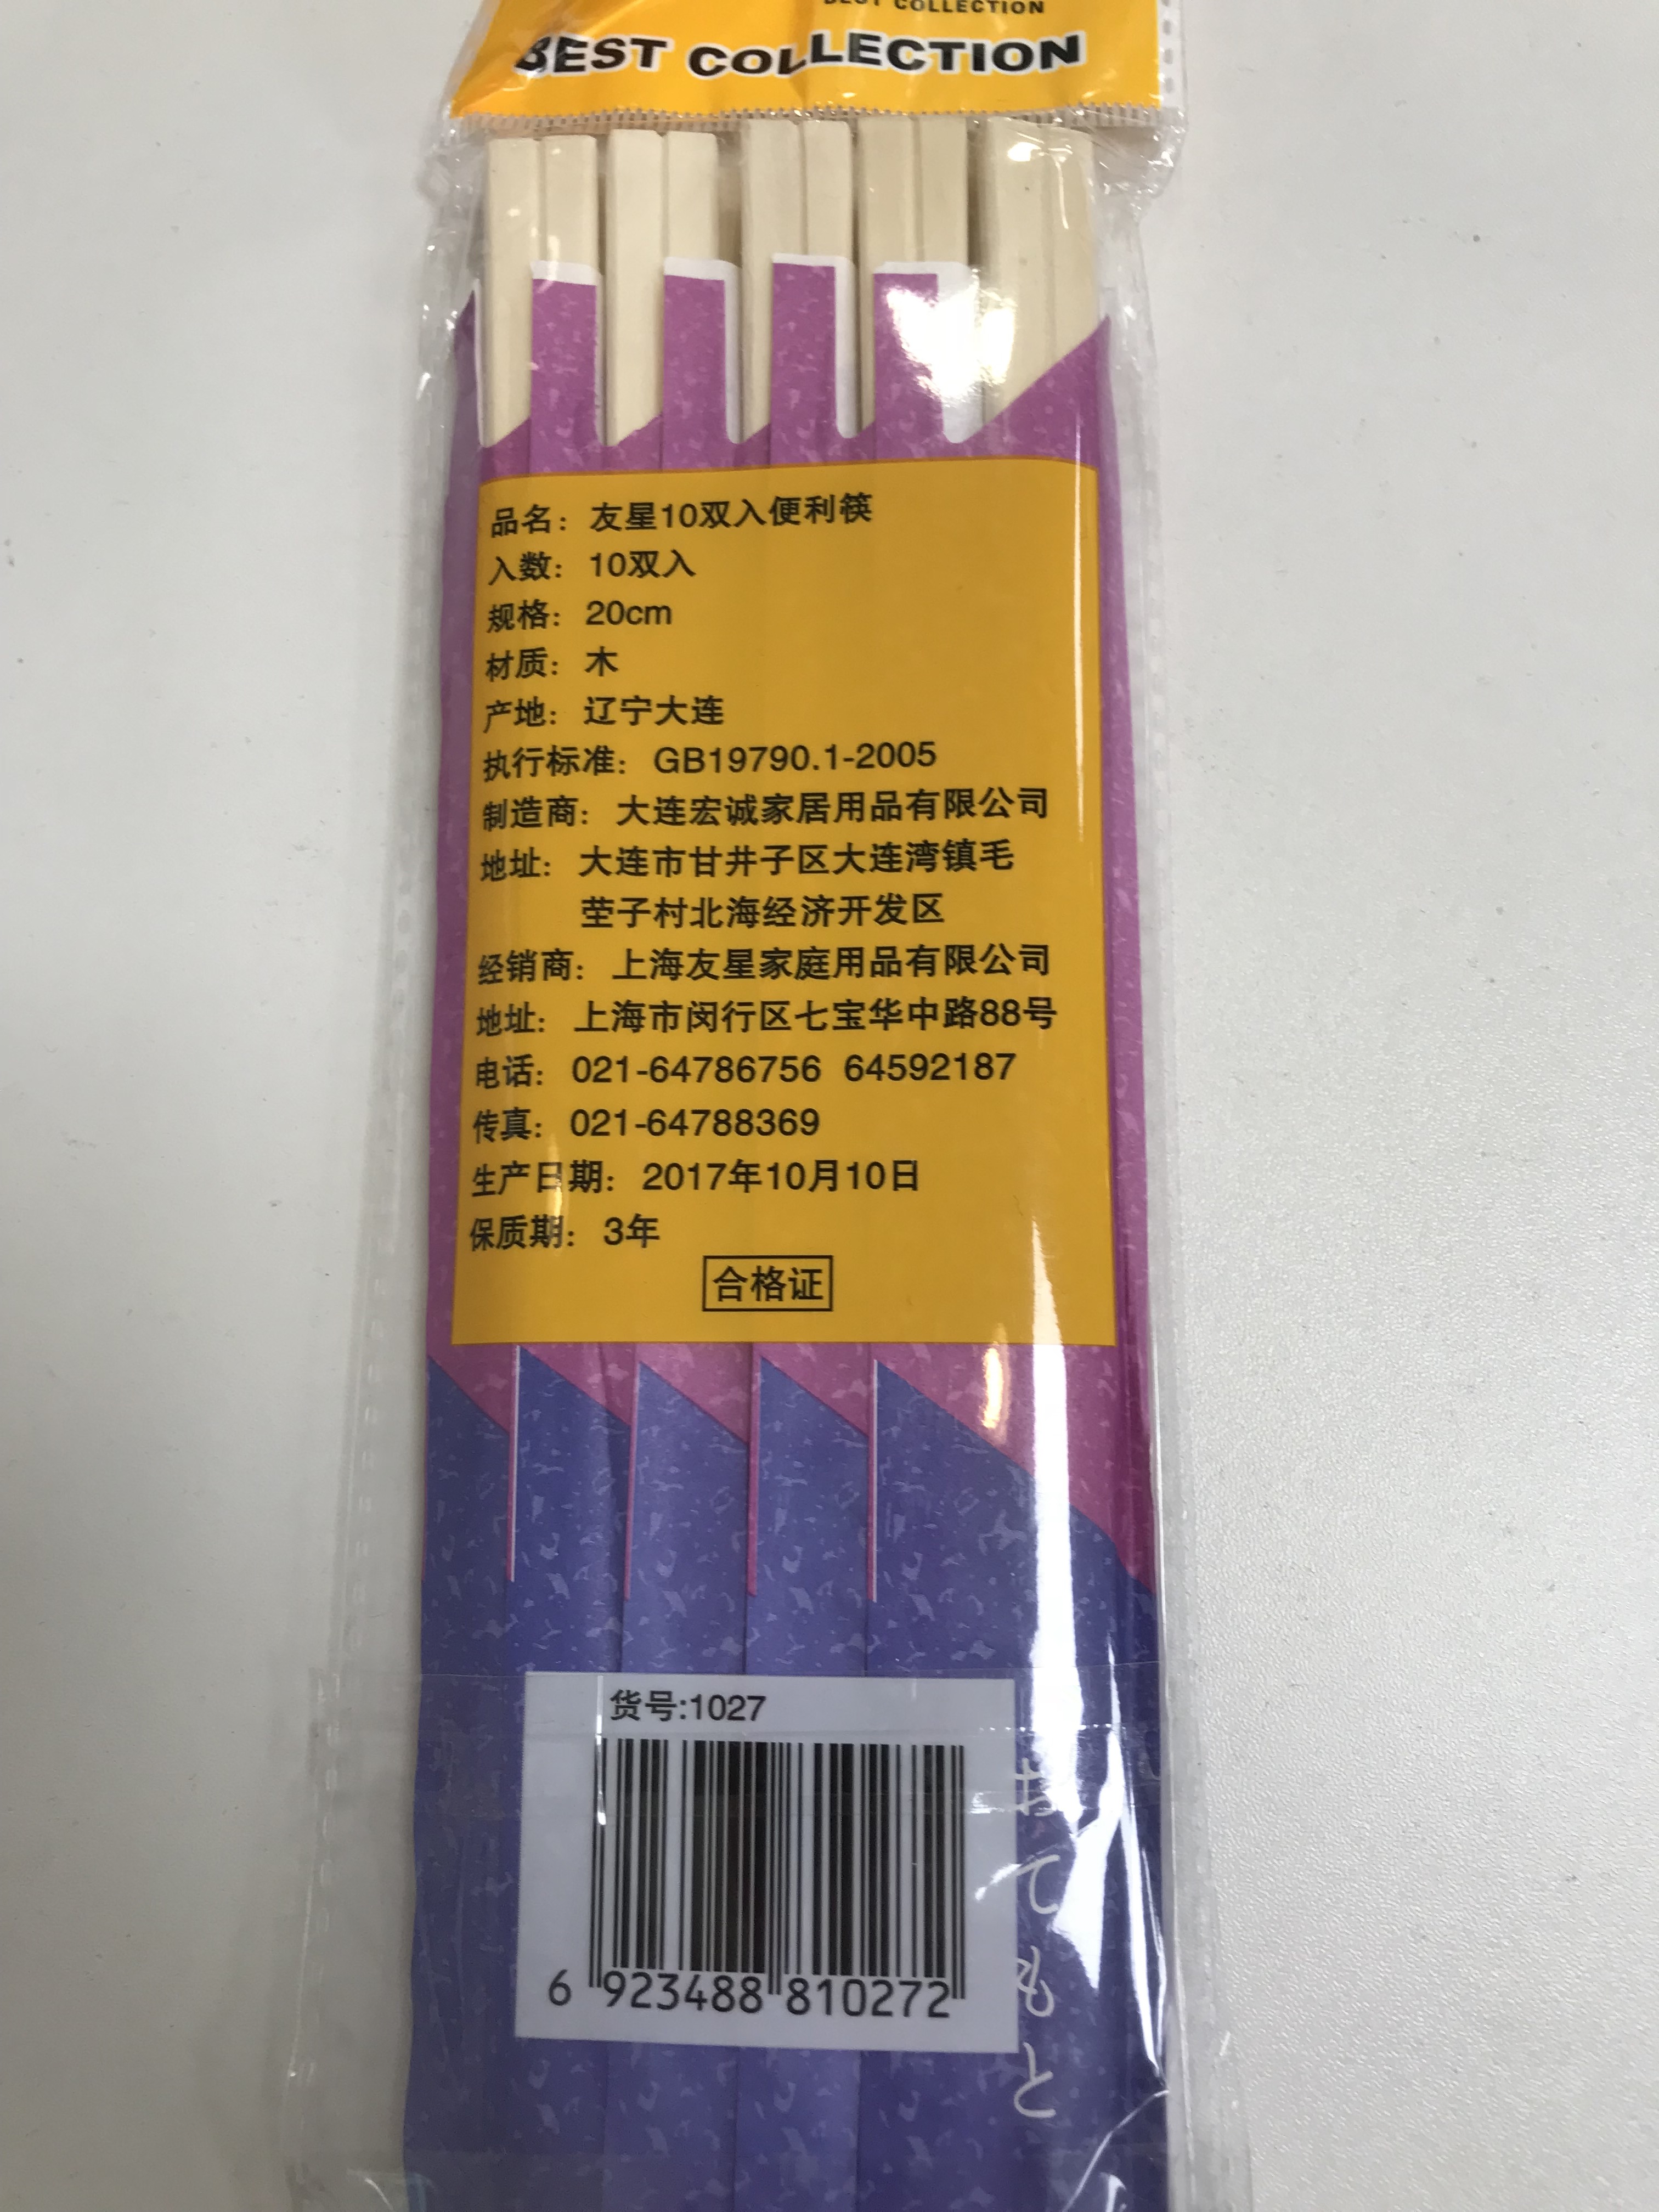 BEST COLLECTION
BEST COLLECTION
品名：友星10双入便利筷
入数：10双入
规格：20cm
材质：木
产地：辽宁大连
执行标准：GB19790.1-2005
制造商：大连宏诚家居用品有限公司
地址：大连市甘井子区大连湾镇毛
茔子村北海经济开发区
经销商：上海友星家庭用品有限公司
地址：上海市闵行区七宝华中路88号
电话：021-64786756 64592187
传真：021-64788369
生产日期：2017年10月10日
保质期：3年
合格证
货号:1027
6 923488 810272
おてもと